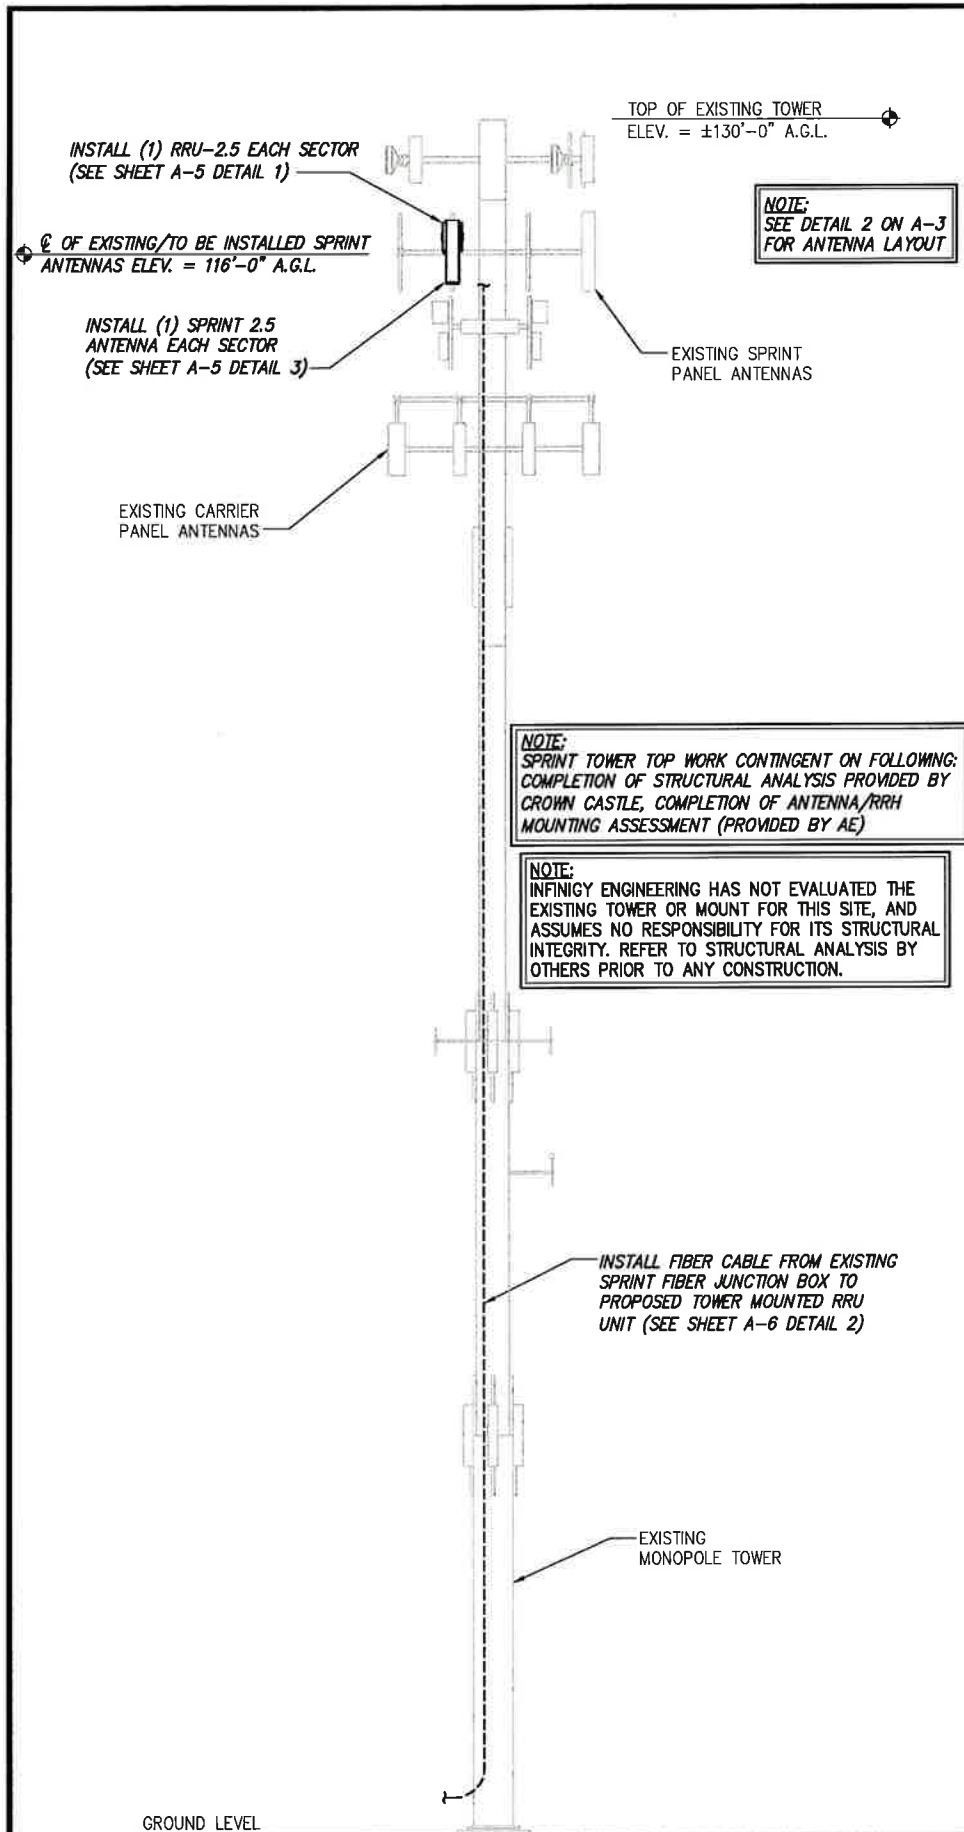 TOP OF EXISTING TOWER
ELEV. = ±130'-0" A.G.L.
INSTALL (1) RRU-2.5 EACH SECTOR
(SEE SHEET A-5 DETAIL 1)
NOTE:
SEE DETAIL 2 ON A-3
FOR ANTENNA LAYOUT
℄ OF EXISTING/TO BE INSTALLED SPRINT
ANTENNAS ELEV. = 116'-0" A.G.L.
INSTALL (1) SPRINT 2.5
ANTENNA EACH SECTOR
(SEE SHEET A-5 DETAIL 3)
EXISTING SPRINT
PANEL ANTENNAS
EXISTING CARRIER
PANEL ANTENNAS
NOTE:
SPRINT TOWER TOP WORK CONTINGENT ON FOLLOWING:
COMPLETION OF STRUCTURAL ANALYSIS PROVIDED BY
CROWN CASTLE, COMPLETION OF ANTENNA/RRH
MOUNTING ASSESSMENT (PROVIDED BY AE)
NOTE:
INFINIGY ENGINEERING HAS NOT EVALUATED THE
EXISTING TOWER OR MOUNT FOR THIS SITE, AND
ASSUMES NO RESPONSIBILITY FOR ITS STRUCTURAL
INTEGRITY. REFER TO STRUCTURAL ANALYSIS BY
OTHERS PRIOR TO ANY CONSTRUCTION.
INSTALL FIBER CABLE FROM EXISTING
SPRINT FIBER JUNCTION BOX TO
PROPOSED TOWER MOUNTED RRU
UNIT (SEE SHEET A-6 DETAIL 2)
EXISTING
MONOPOLE TOWER
GROUND LEVEL